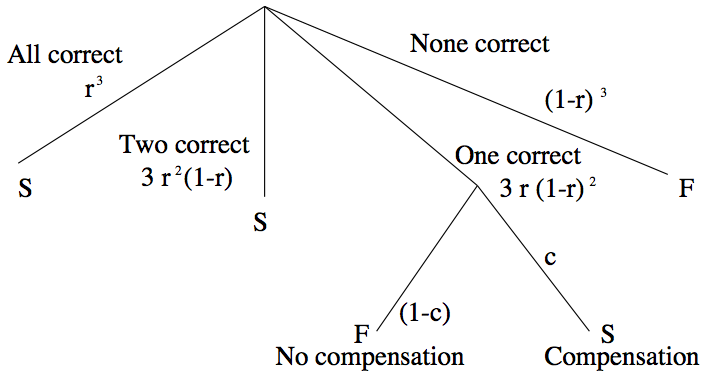 None correct
All correct
r³
(1-r) ³
Two correct
3 r²(1-r)
One correct
3 r (1-r) ²
S
F
S
c
(1-c)
F
S
No compensation
Compensation